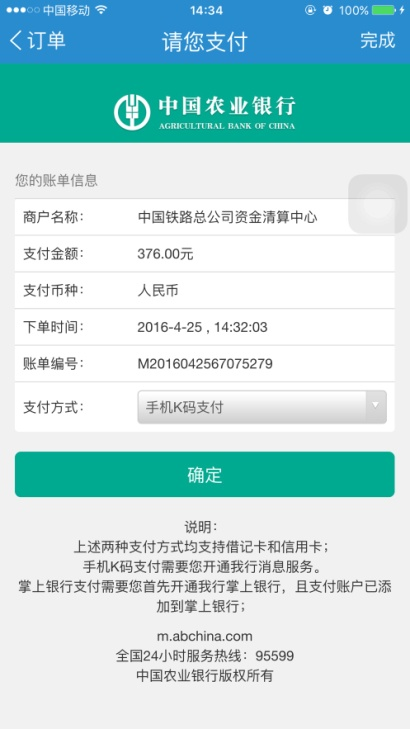 中国移动 14:34 100%
订单 请您支付 完成
中国农业银行
AGRICULTURAL BANK OF CHINA
您的账单信息
商户名称： 中国铁路总公司资金清算中心
支付金额： 376.00元
支付币种： 人民币
下单时间： 2016-4-25 , 14:32:03
账单编号： M2016042567075279
支付方式： 手机K码支付
确定
说明：
上述两种支付方式均支持借记卡和信用卡；
手机K码支付需要您开通我行消息服务。
掌上银行支付需要您首先开通我行掌上银行，且支付账户已添
加到掌上银行；
m.abchina.com
全国24小时服务热线：95599
中国农业银行版权所有